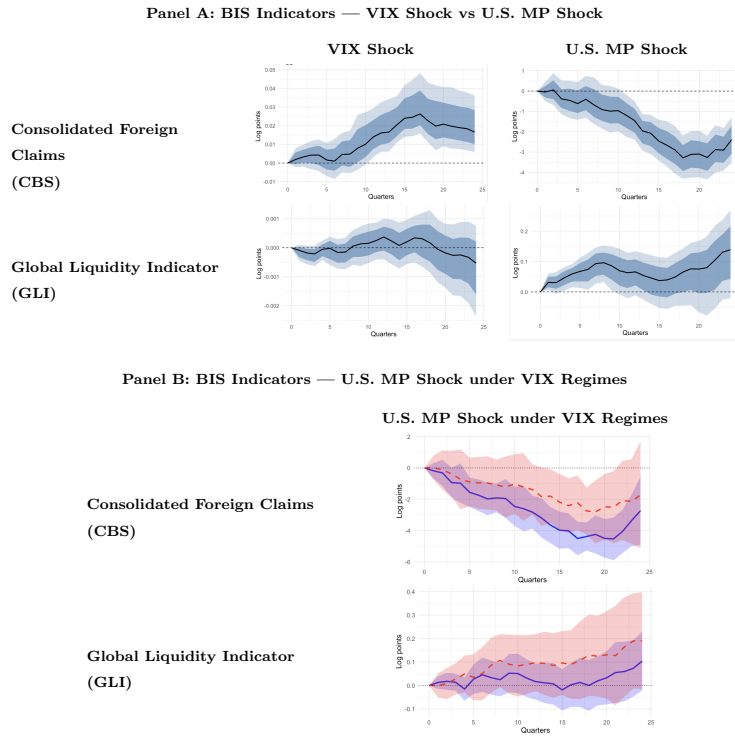 Panel A: BIS Indicators — VIX Shock vs U.S. MP Shock
VIX Shock
U.S. MP Shock
Consolidated Foreign
Claims
(CBS)
Log points
0.05
0.04
0.03
0.02
0.01
0.00
-0.01
0 5 10 15 20 25
Quarters
Log points
1
0
-1
-2
-3
-4
0 5 10 15 20
Quarters
Global Liquidity Indicator
(GLI)
Log points
0.001
0.000
-0.001
-0.002
0 5 10 15 20 25
Quarters
Log points
0.2
0.1
0.0
0 5 10 15 20
Quarters
Panel B: BIS Indicators — U.S. MP Shock under VIX Regimes
U.S. MP Shock under VIX Regimes
Consolidated Foreign Claims
(CBS)
Log points
2
0
-2
-4
-6
0 5 10 15 20 25
Quarters
Global Liquidity Indicator
(GLI)
Log points
0.4
0.3
0.2
0.1
0.0
-0.1
0 5 10 15 20 25
Quarters